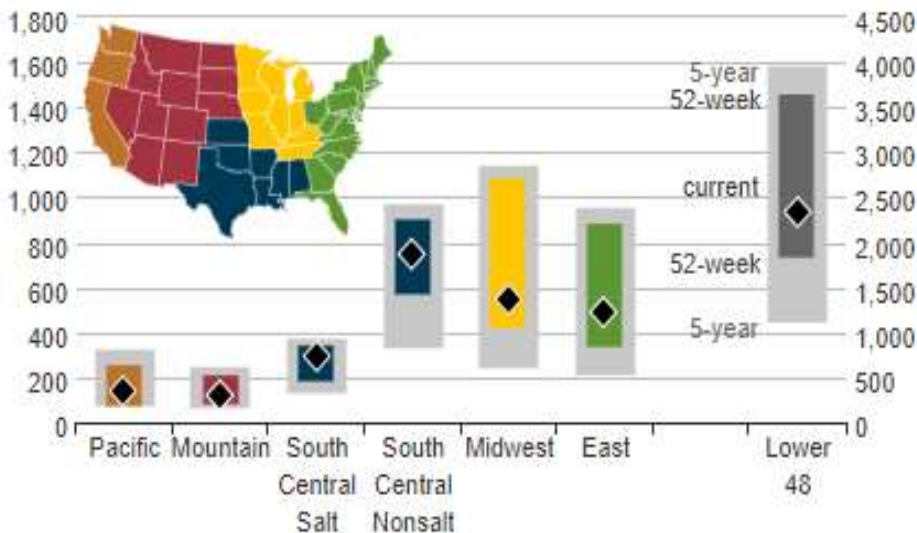 1,800
1,600
1,400
1,200
1,000
800
600
400
200
0
4,500
4,000
3,500
3,000
2,500
2,000
1,500
1,000
500
0
5-year
52-week
current
52-week
5-year
Pacific
Mountain
South
Central
Salt
South
Central
Nonsalt
Midwest
East
Lower
48